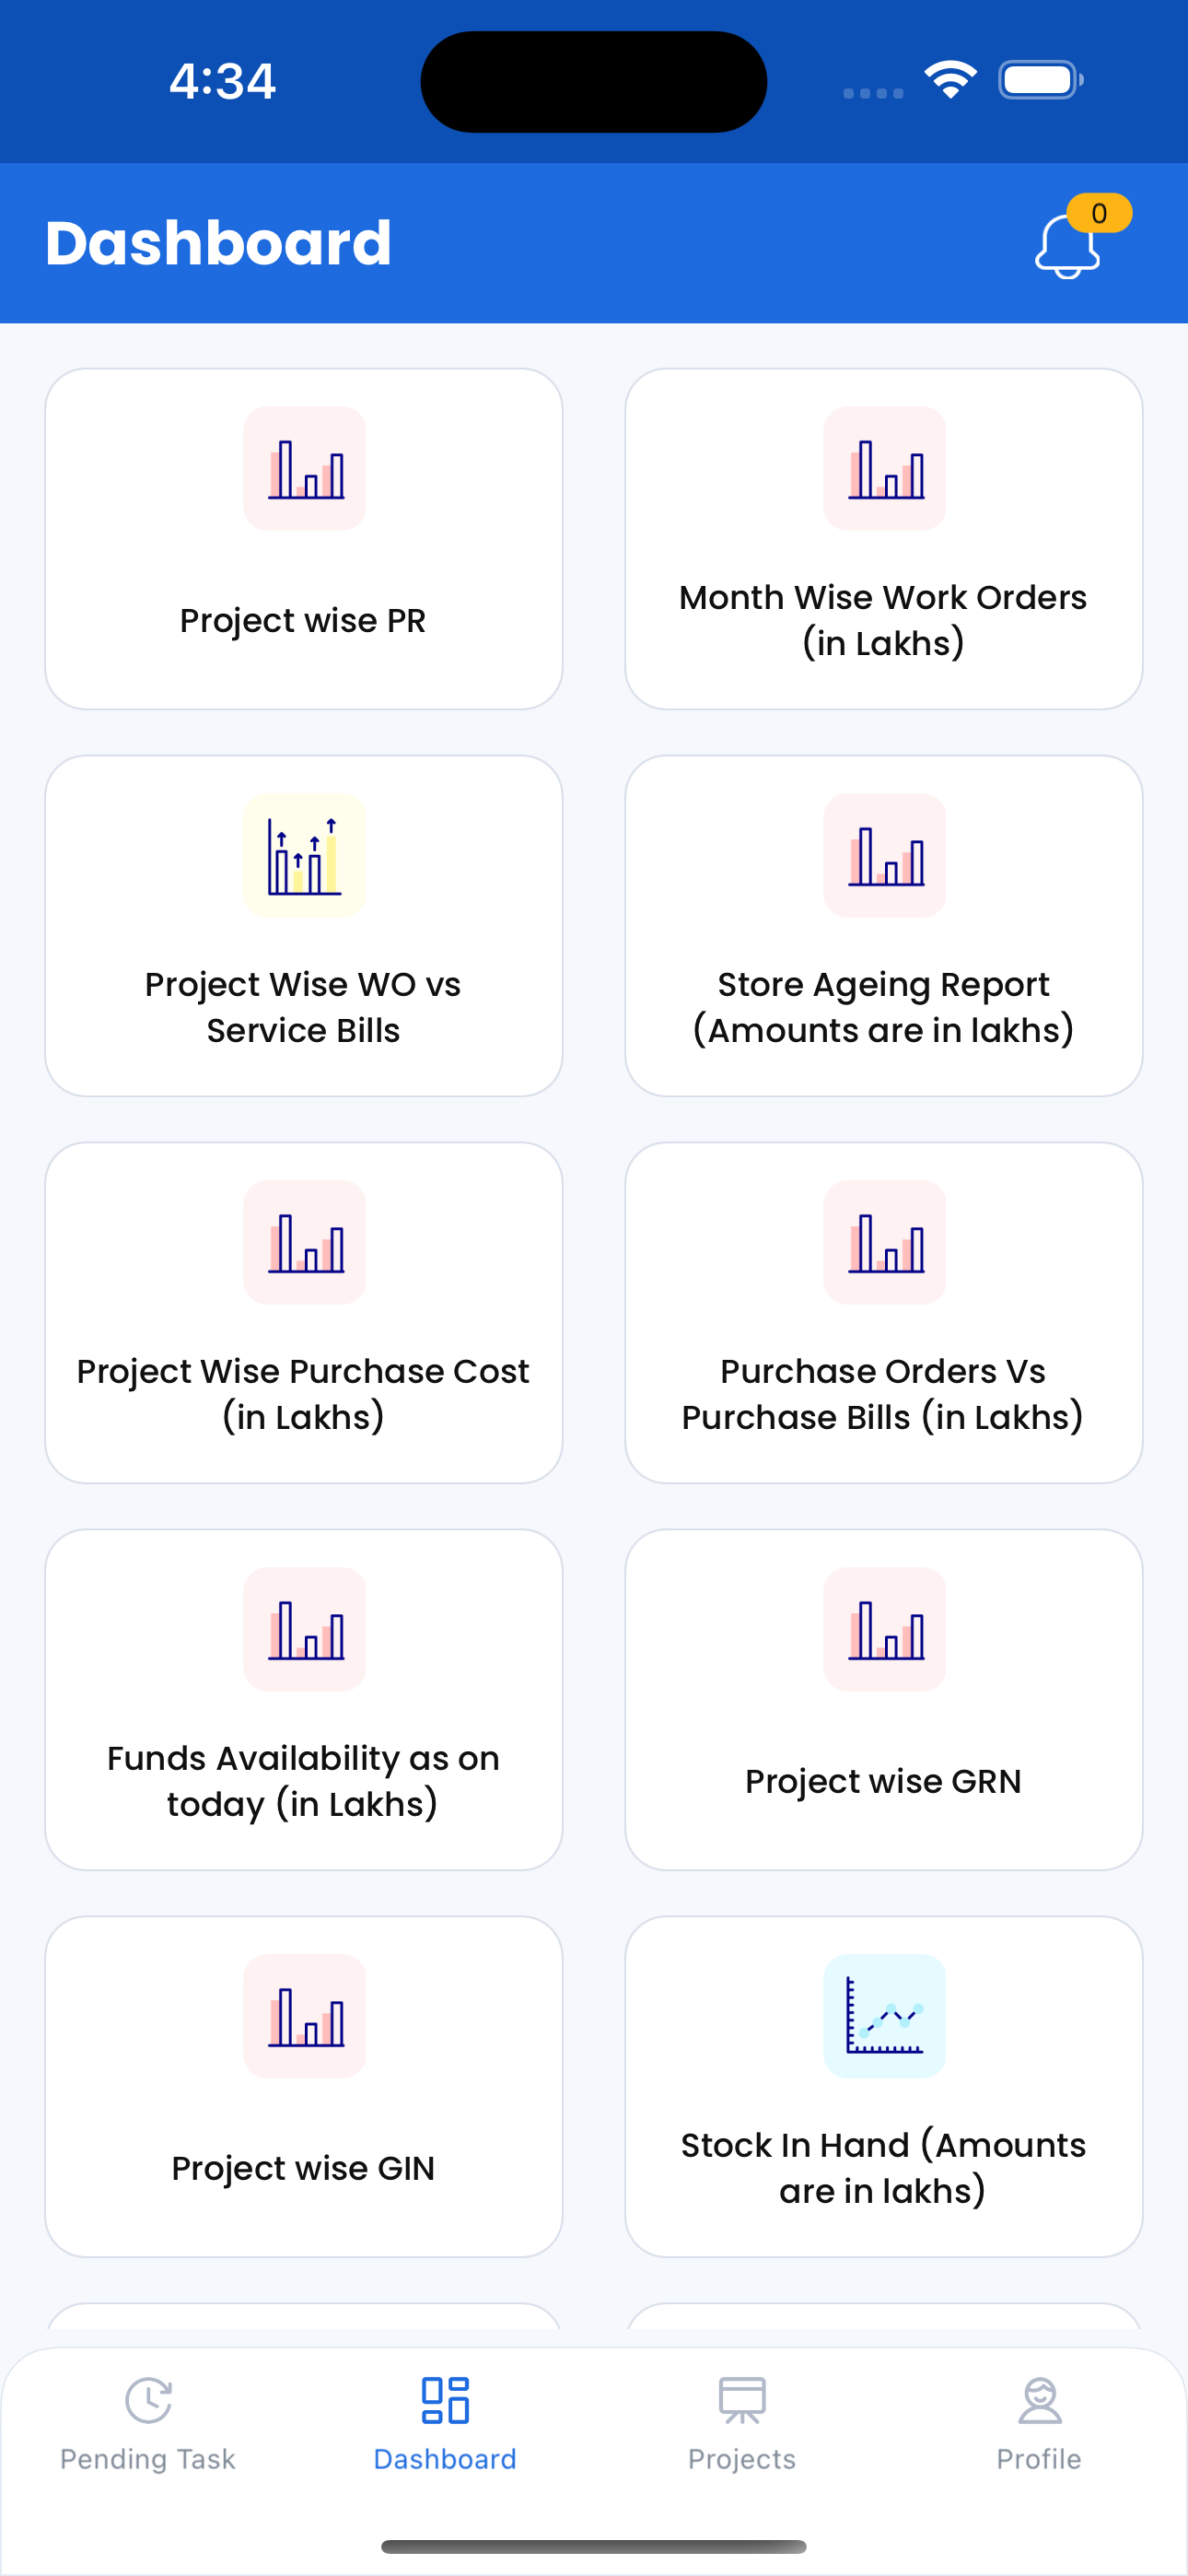 4:34
Dashboard
0
Project wise PR
Month Wise Work Orders
(in Lakhs)
Project Wise WO vs
Service Bills
Store Ageing Report
(Amounts are in lakhs)
Project Wise Purchase Cost
(in Lakhs)
Purchase Orders Vs
Purchase Bills (in Lakhs)
Funds Availability as on
today (in Lakhs)
Project wise GRN
Project wise GIN
Stock In Hand (Amounts
are in lakhs)
Pending Task
Dashboard
Projects
Profile